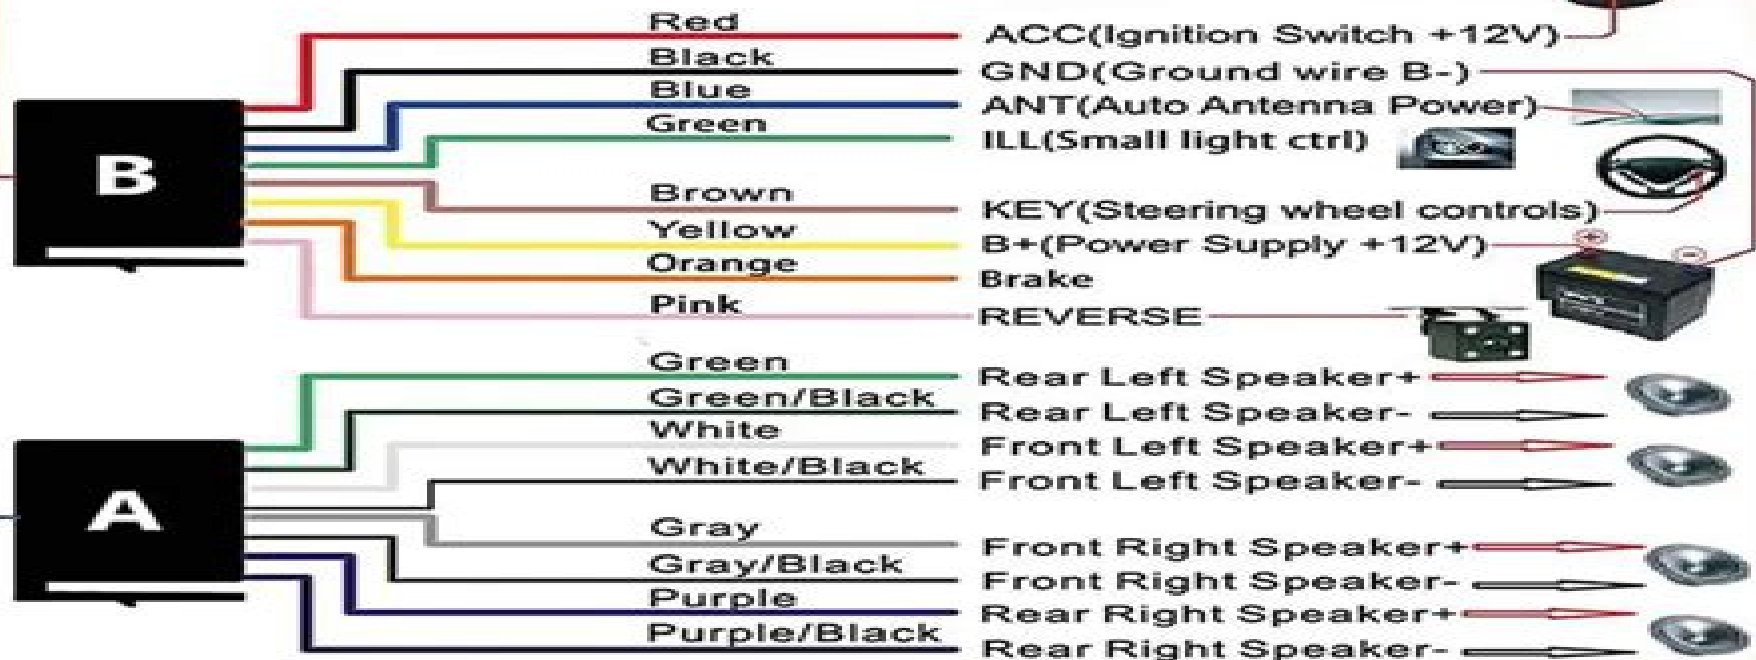 Red
ACC(Ignition Switch +12V)
Black
GND(Ground wire B-)
Blue
ANT(Auto Antenna Power)
Green
ILL(Small light ctrl)
B
Brown
KEY(Steering wheel controls)
Yellow
B+(Power Supply +12V)
Orange
Brake
Pink
REVERSE
+
-
Green
Rear Left Speaker+
Green/Black
Rear Left Speaker-
White
Front Left Speaker+
White/Black
Front Left Speaker-
A
Gray
Front Right Speaker+
Gray/Black
Front Right Speaker-
Purple
Rear Right Speaker+
Purple/Black
Rear Right Speaker-